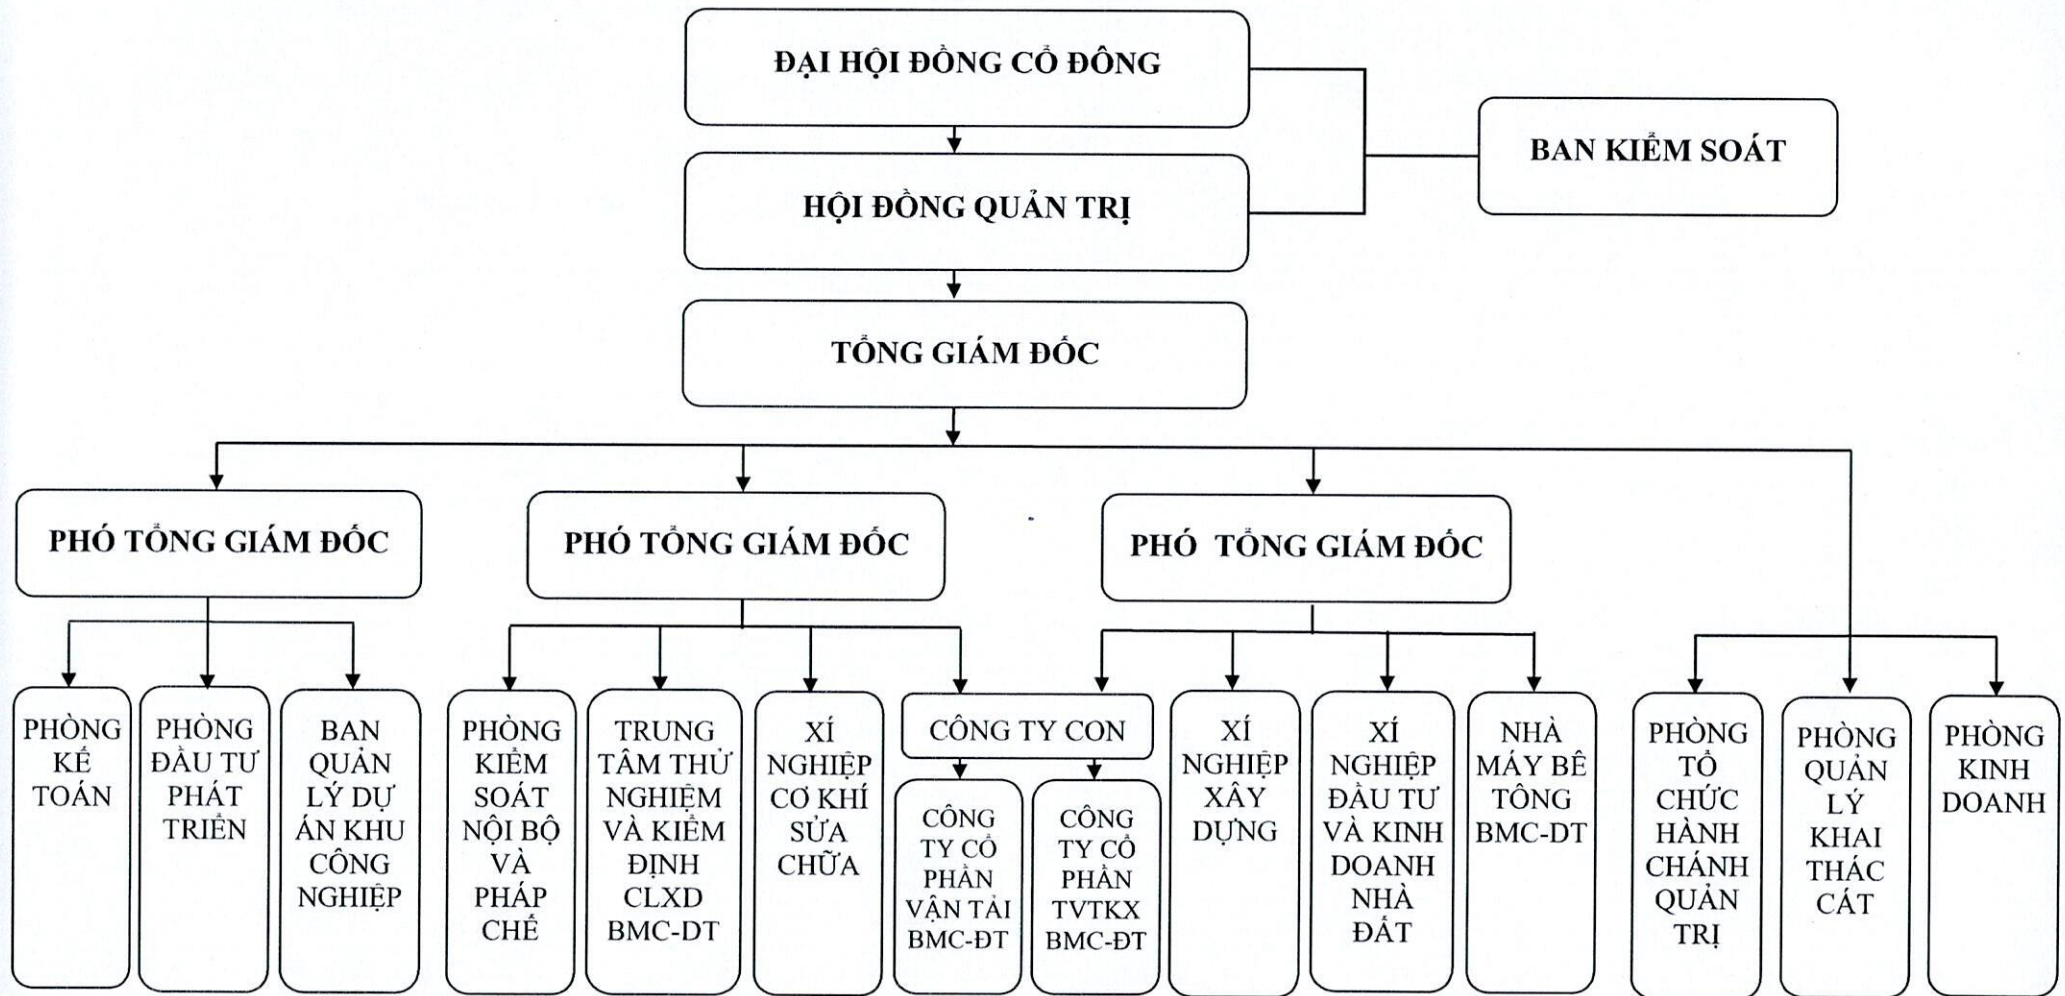 ĐẠI HỘI ĐỒNG CỔ ĐÔNG
BAN KIỂM SOÁT
HỘI ĐỒNG QUẢN TRỊ
TỔNG GIÁM ĐỐC
PHÓ TỔNG GIÁM ĐỐC
PHÓ TỔNG GIÁM ĐỐC
PHÓ TỔNG GIÁM ĐỐC
PHÒNG
KẾ
TOÁN
PHÒNG
ĐẦU TƯ
PHÁT
TRIỂN
BAN
QUẢN
LÝ DỰ
ÁN KHU
CÔNG
NGHIỆP
PHÒNG
KIỂM
SOÁT
NỘI BỘ
VÀ
PHÁP
CHẾ
TRUNG
TÂM THỬ
NGHIỆM
VÀ KIỂM
ĐỊNH
CLXD
BMC-DT
XÍ
NGHIỆP
CƠ KHÍ
SỬA
CHỮA
CÔNG TY CON
CÔNG
TY CỔ
PHẦN
VẬN TẢI
BMC-ĐT
CÔNG
TY CỔ
PHẦN
TVTKX
BMC-ĐT
XÍ
NGHIỆP
XÂY
DỰNG
XÍ
NGHIỆP
ĐẦU TƯ
VÀ KINH
DOANH
NHÀ
ĐẤT
NHÀ
MÁY BÊ
TÔNG
BMC-DT
PHÒNG
TỔ
CHỨC
HÀNH
CHÁNH
QUẢN
TRỊ
PHÒNG
QUẢN
LÝ
KHAI
THÁC
CÁT
PHÒNG
KINH
DOANH